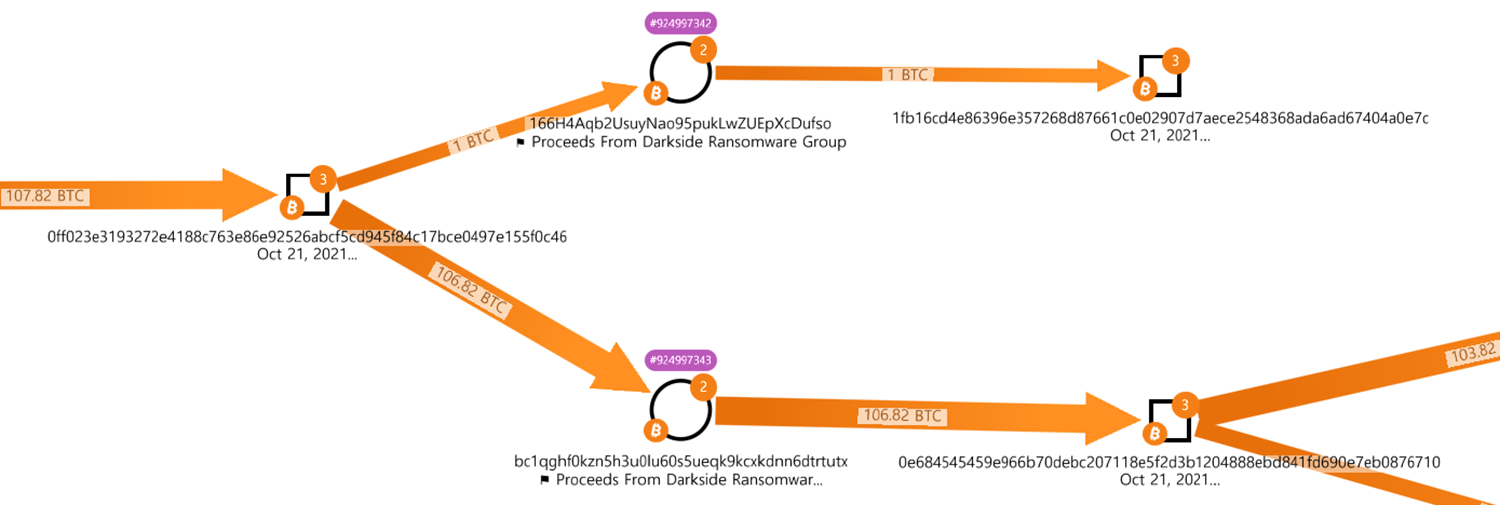 #924997342
2
3
1 BTC
166H4Aqb2UsuyNao95pukLwZUEpXcDufso
Proceeds From Darkside Ransomware Group
1fb16cd4e86396e357268d87661c0e02907d7aece2548368ada6ad67404a0e7c
Oct 21, 2021...
1 BTC
107.82 BTC
3
0ff023e3193272e4188c763e86e92526abcf5cd945f84c17bce0497e155f0c46
Oct 21, 2021...
106.82 BTC
#924997343
2
103.82
106.82 BTC
3
bc1qghf0kzn5h3u0lu60s5ueqk9kcxkdnn6dtrtutx
Proceeds From Darkside Ransomwar...
0e684545459e966b70debc207118e5f2d3b1204888ebd841fd690e7eb0876710
Oct 21, 2021...